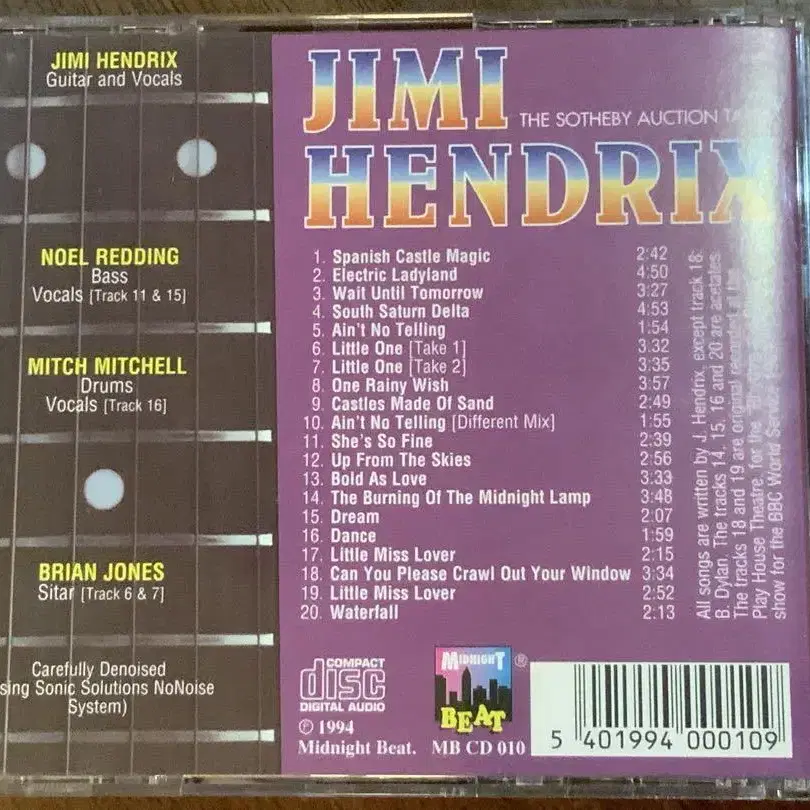 JIMI HENDRIX
Guitar and Vocals
NOEL REDDING
Bass
Vocals [Track 11 & 15]
MITCH MITCHELL
Drums
Vocals [Track 16]
BRIAN JONES
Sitar [Track 6 & 7]
Carefully Denoised
Sonic Solutions NoNoise
System)
JIMI
THE SOTHEBY AUCTION
HENDRIX
1. Spanish Castle Magic 2:42
2. Electric Ladyland 4:50
3. Wait Until Tomorrow 3:27
4. South Saturn Delta 4:53
5. Ain't No Telling 1:54
6. Little One [Take 1] 3:32
7. Little One [Take 2] 3:35
8. One Rainy Wish 3:57
9. Castles Made Of Sand 2:49
10. Ain't No Telling [Different Mix] 1:55
11. She's So Fine 2:39
12. Up From The Skies 2:56
13. Bold As Love 3:33
14. The Burning Of The Midnight Lamp 3:48
15. Dream 2:07
16. Dance 1:59
17. Little Miss Lover 2:15
18. Can You Please Crawl Out Your Window 3:34
19. Little Miss Lover 2:52
20. Waterfall 2:13
All songs are written by J. Hendrix, except track 18:
B. Dylan. The tracks 14, 15, 16 and 20 are acetates.
The tracks 18 and 19 are original recorded at the
Play House Theatre, for the
show for the BBC World Service
COMPACT
disc
DIGITAL AUDIO
MIDNIGHT
BEAT
®
℗ 1994
Midnight Beat. MB CD 010
5 401994 000109